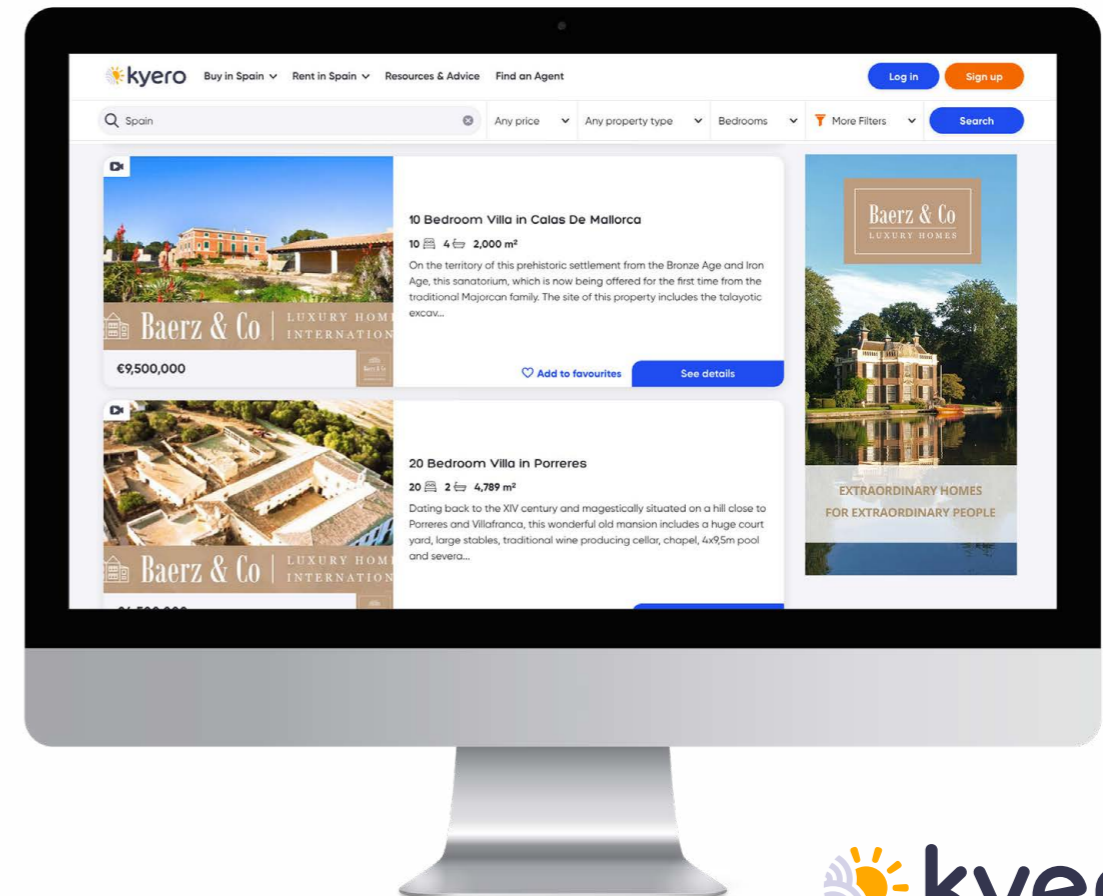 kyero Buy in Spain Rent in Spain Resources & Advice Find an Agent Log in Sign up
Spain Any price Any property type Bedrooms More Filters Search
10 Bedroom Villa in Calas De Mallorca
10 4 2,000 m²
On the territory of this prehistoric settlement from the Bronze Age and Iron
Age, this sanatorium, which is now being offered for the first time from the
traditional Majorcan family. The site of this property includes the talayotic
excav...
Baerz & Co LUXURY HOM
INTERNATION
€9,500,000
Add to favourites See details
20 Bedroom Villa in Porreres
20 2 4,789 m²
Dating back to the XIV century and magestically situated on a hill close to
Porreres and Villafranca, this wonderful old mansion includes a huge court
yard, large stables, traditional wine producing cellar, chapel, 4x9,5m pool
and severa...
Baerz & Co LUXURY HOM
INTERNATION
Baerz & Co
LUXURY HOMES
EXTRAORDINARY HOMES
FOR EXTRAORDINARY PEOPLE